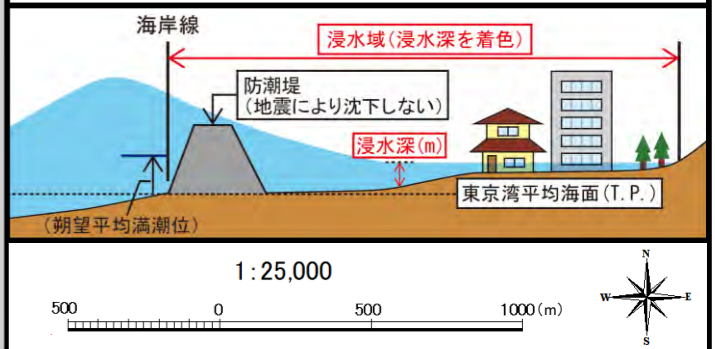 海岸線
浸水域(浸水深を着色)
防潮堤
(地震により沈下しない)
浸水深(m)
東京湾平均海面(T.P.)
(朔望平均満潮位)
1:25,000
500 0 500 1000(m)
N
W E
S